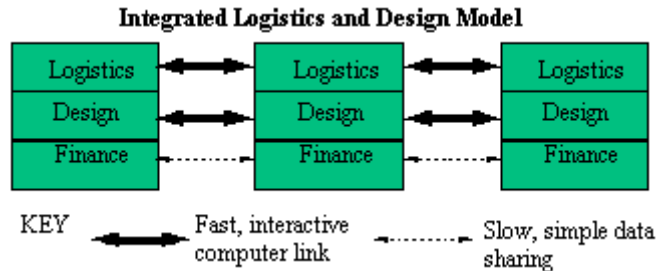 Integrated Logistics and Design Model
Logistics Logistics Logistics
Design Design Design
Finance Finance Finance
KEY Fast, interactive Slow, simple data
computer link sharing